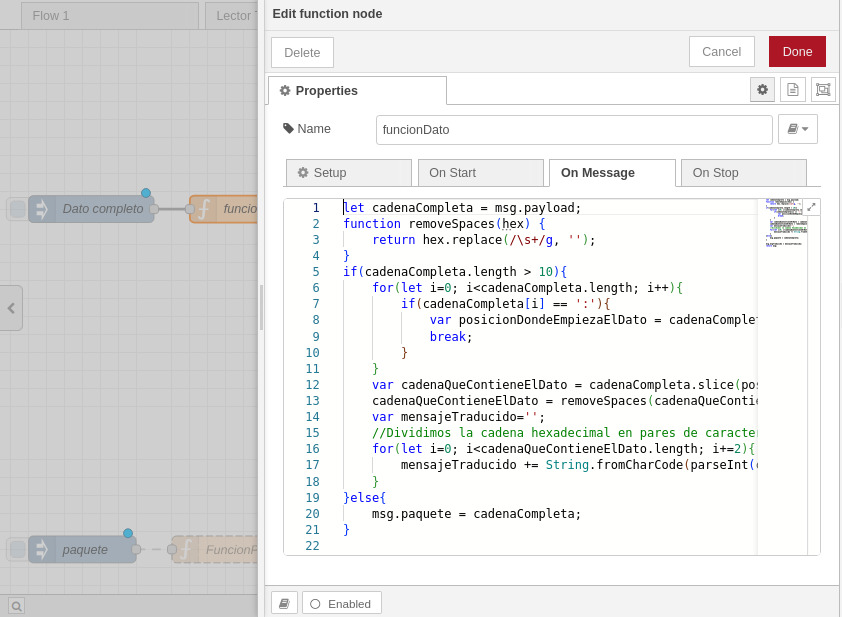 Flow 1
Lector
Edit function node
Delete
Cancel
Done
Properties
Name
funcionDato
Setup
On Start
On Message
On Stop
Dato completo
funcio
paquete
FuncionP
1 let cadenaCompleta = msg.payload;
2 function removeSpaces(hex) {
3 return hex.replace(/\s+/g, '');
4 }
5 if(cadenaCompleta.length > 10){
6 for(let i=0; i<cadenaCompleta.length; i++){
7 if(cadenaCompleta[i] == ':'){
8 var posicionDondeEmpiezaElDato = cadenaComplet
9 break;
10 }
11 }
12 var cadenaQueContieneElDato = cadenaCompleta.slice(pos
13 cadenaQueContieneElDato = removeSpaces(cadenaQueContie
14 var mensajeTraducido='';
15 //Dividimos la cadena hexadecimal en pares de caracter
16 for(let i=0; i<cadenaQueContieneElDato.length; i+=2){
17 mensajeTraducido += String.fromCharCode(parseInt(c
18 }
19 }else{
20 msg.paquete = cadenaCompleta;
21 }
22
Enabled